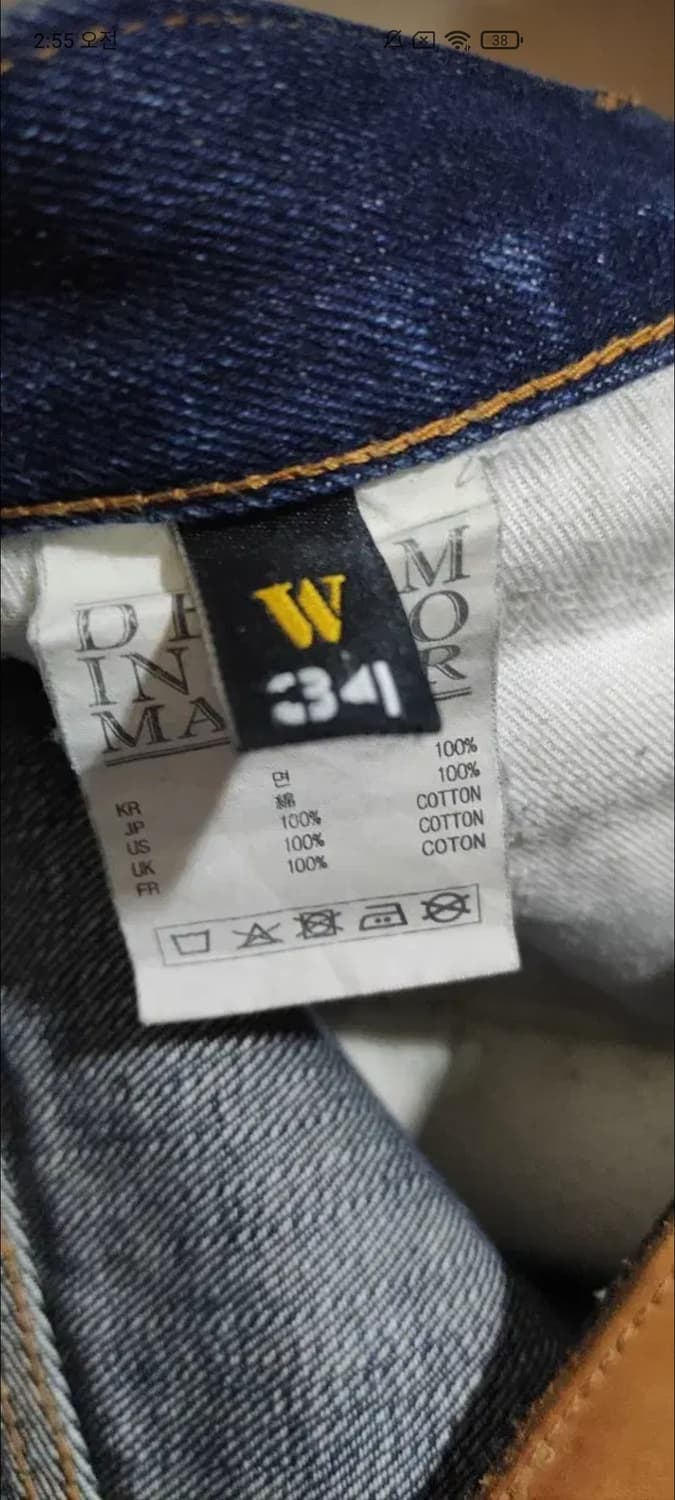 2:55 오전
38
W
34
M
O
R
D
IN
MA
면 100%
綿 100%
KR 100% COTTON
JP 100% COTTON
US 100% COTON
UK
FR